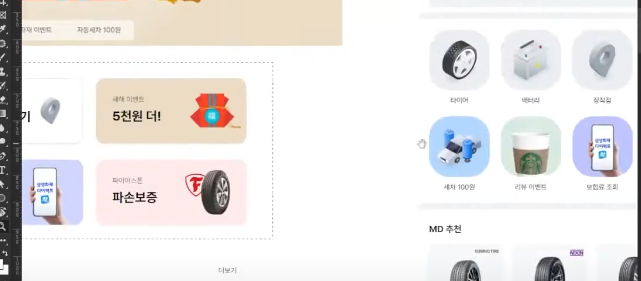 이벤트
자동세차 100원
기
새해 이벤트
5천원 더!
福
삼성화재
다이렉트
파이어스톤
파손보증
더보기
타이어
배터리
장착점
삼성화재
다이렉트
세차 100원
리뷰 이벤트
보험료 조회
MD 추천